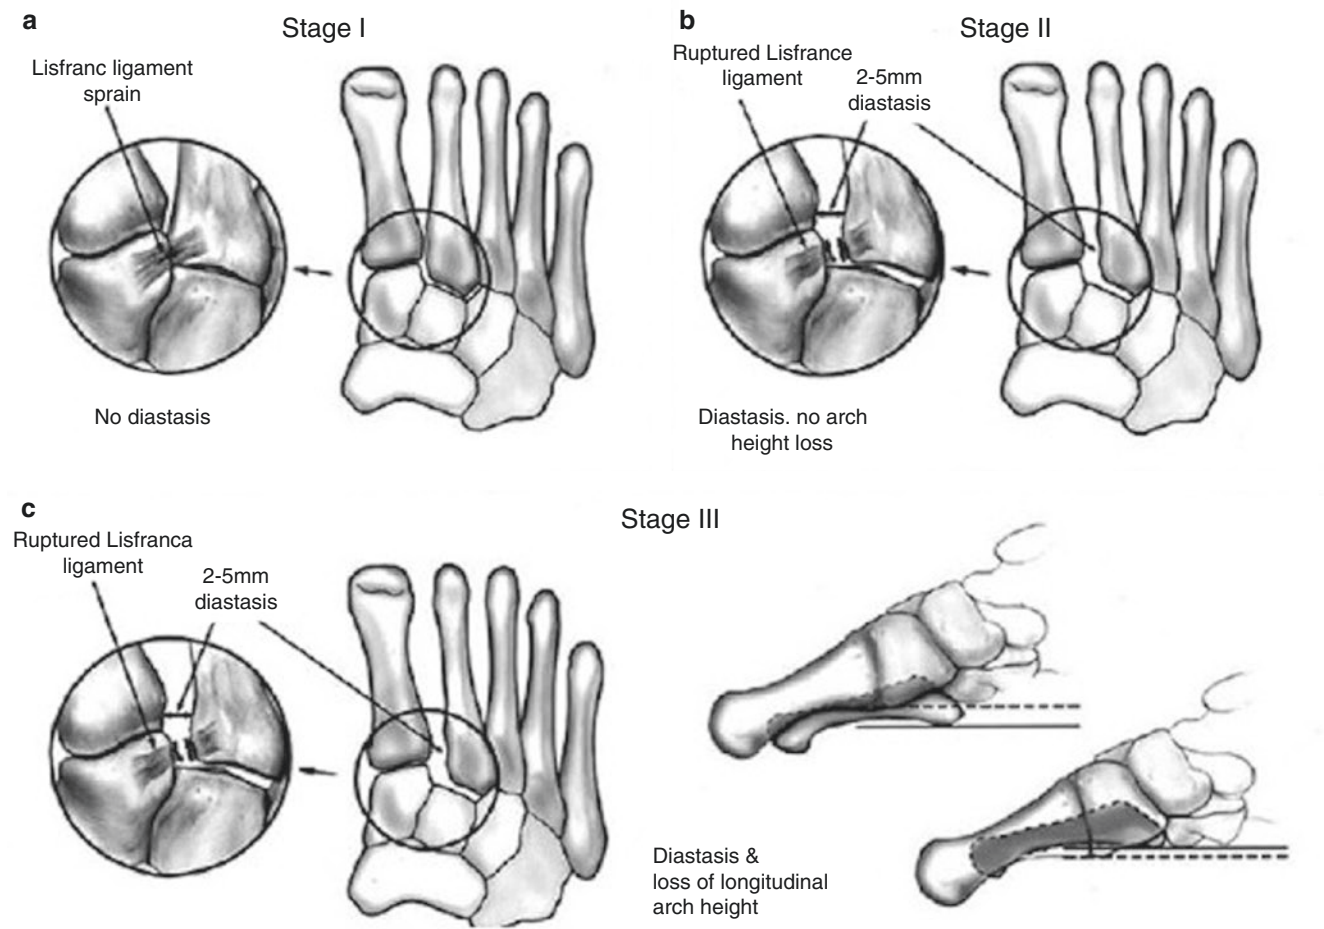 a
Stage I
Lisfranc ligament
sprain
No diastasis
b
Stage II
Ruptured Lisfrance
ligament
2-5mm
diastasis
Diastasis. no arch
height loss
c
Stage III
Ruptured Lisfranca
ligament
2-5mm
diastasis
Diastasis &
loss of longitudinal
arch height